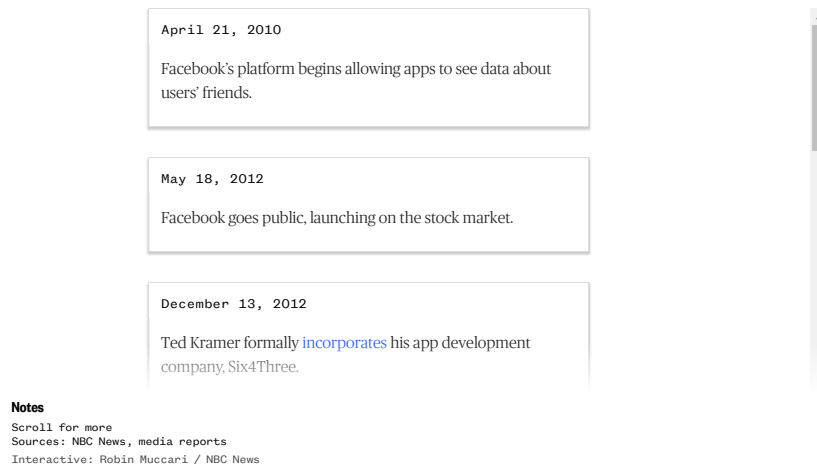 April 21, 2010
Facebook’s platform begins allowing apps to see data about
users’ friends.
May 18, 2012
Facebook goes public, launching on the stock market.
December 13, 2012
Ted Kramer formally incorporates his app development
company, Six4Three.
Notes
Scroll for more
Sources: NBC News, media reports
Interactive: Robin Muccari / NBC News